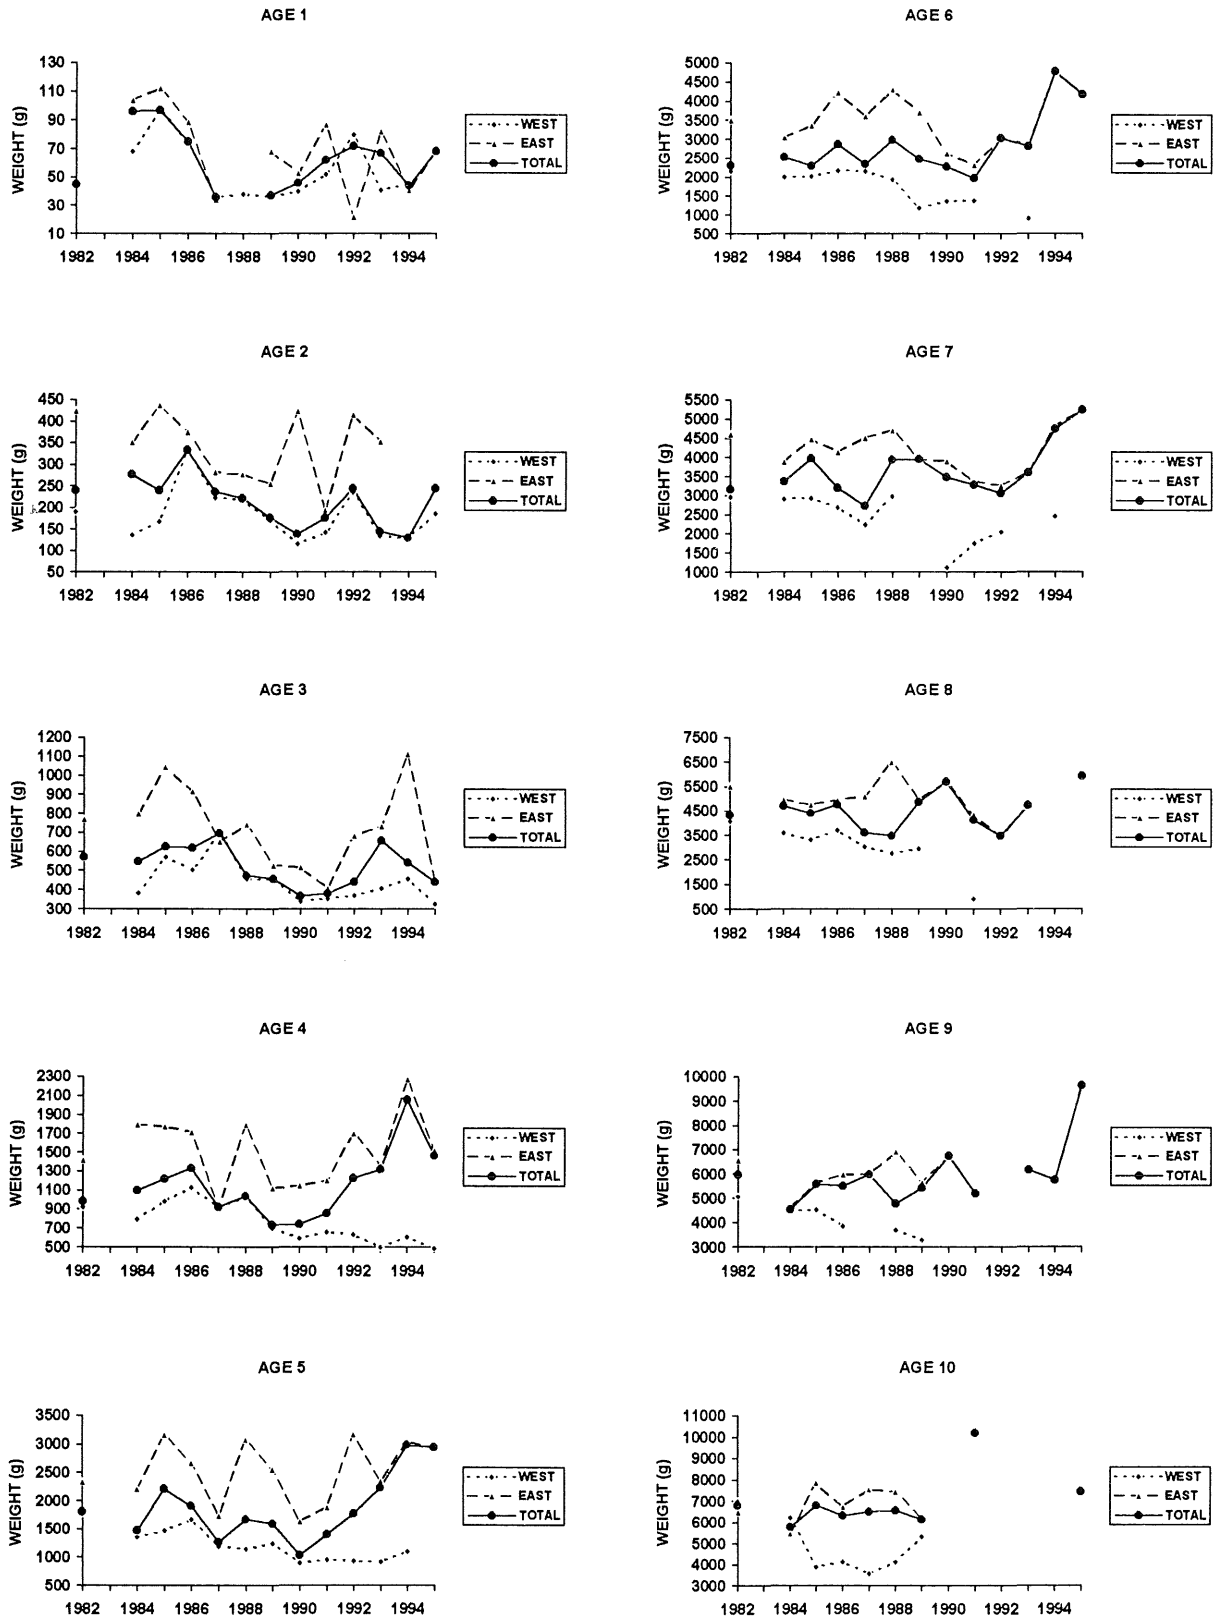 AGE 1
WEIGHT (g)
130
110
90
70
50
30
10
1982 1984 1986 1988 1990 1992 1994
WEST
EAST
TOTAL
AGE 2
WEIGHT (g)
450
400
350
300
250
200
150
100
50
1982 1984 1986 1988 1990 1992 1994
WEST
EAST
TOTAL
AGE 3
WEIGHT (g)
1200
1100
1000
900
800
700
600
500
400
300
1982 1984 1986 1988 1990 1992 1994
WEST
EAST
TOTAL
AGE 4
WEIGHT (g)
2300
2100
1900
1700
1500
1300
1100
900
700
500
1982 1984 1986 1988 1990 1992 1994
WEST
EAST
TOTAL
AGE 5
WEIGHT (g)
3500
3000
2500
2000
1500
1000
500
1982 1984 1986 1988 1990 1992 1994
WEST
EAST
TOTAL
AGE 6
WEIGHT (g)
5000
4500
4000
3500
3000
2500
2000
1500
1000
500
1982 1984 1986 1988 1990 1992 1994
WEST
EAST
TOTAL
AGE 7
WEIGHT (g)
5500
5000
4500
4000
3500
3000
2500
2000
1500
1000
1982 1984 1986 1988 1990 1992 1994
WEST
EAST
TOTAL
AGE 8
WEIGHT (g)
7500
6500
5500
4500
3500
2500
1500
500
1982 1984 1986 1988 1990 1992 1994
WEST
EAST
TOTAL
AGE 9
WEIGHT (g)
10000
9000
8000
7000
6000
5000
4000
3000
1982 1984 1986 1988 1990 1992 1994
WEST
EAST
TOTAL
AGE 10
WEIGHT (g)
11000
10000
9000
8000
7000
6000
5000
4000
3000
1982 1984 1986 1988 1990 1992 1994
WEST
EAST
TOTAL